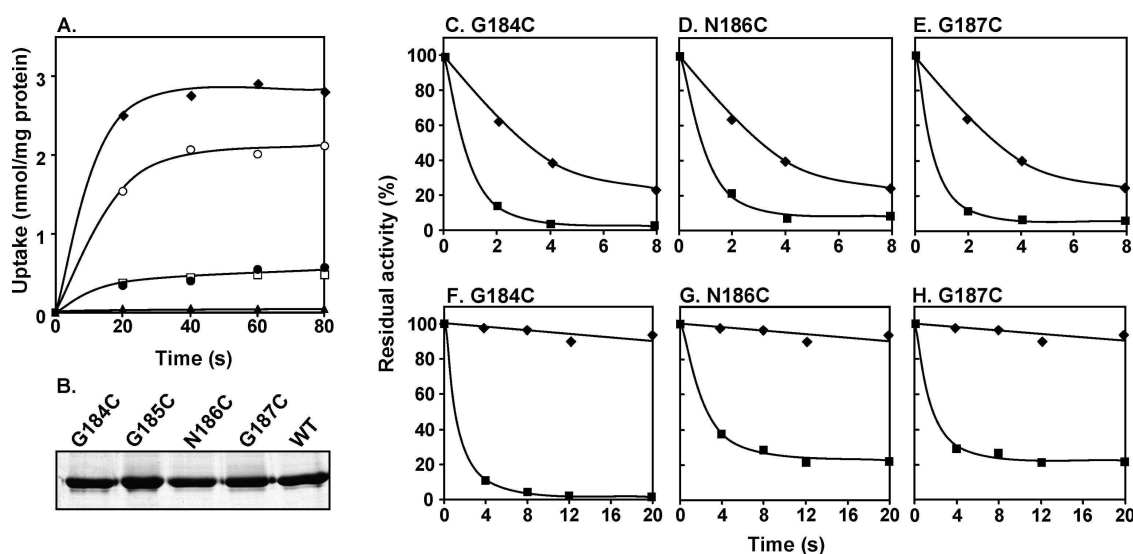 A.
Uptake (nmol/mg protein)
3
2
1
0
0 20 40 60 80
Time (s)
B.
G184C G185C N186C G187C WT
Residual activity (%)
C. G184C
100
80
60
40
20
0
0 2 4 6 8
D. N186C
0 2 4 6 8
E. G187C
0 2 4 6 8
F. G184C
100
80
60
40
20
0
0 4 8 12 16 20
G. N186C
0 4 8 12 16 20
H. G187C
0 4 8 12 16 20
Time (s)